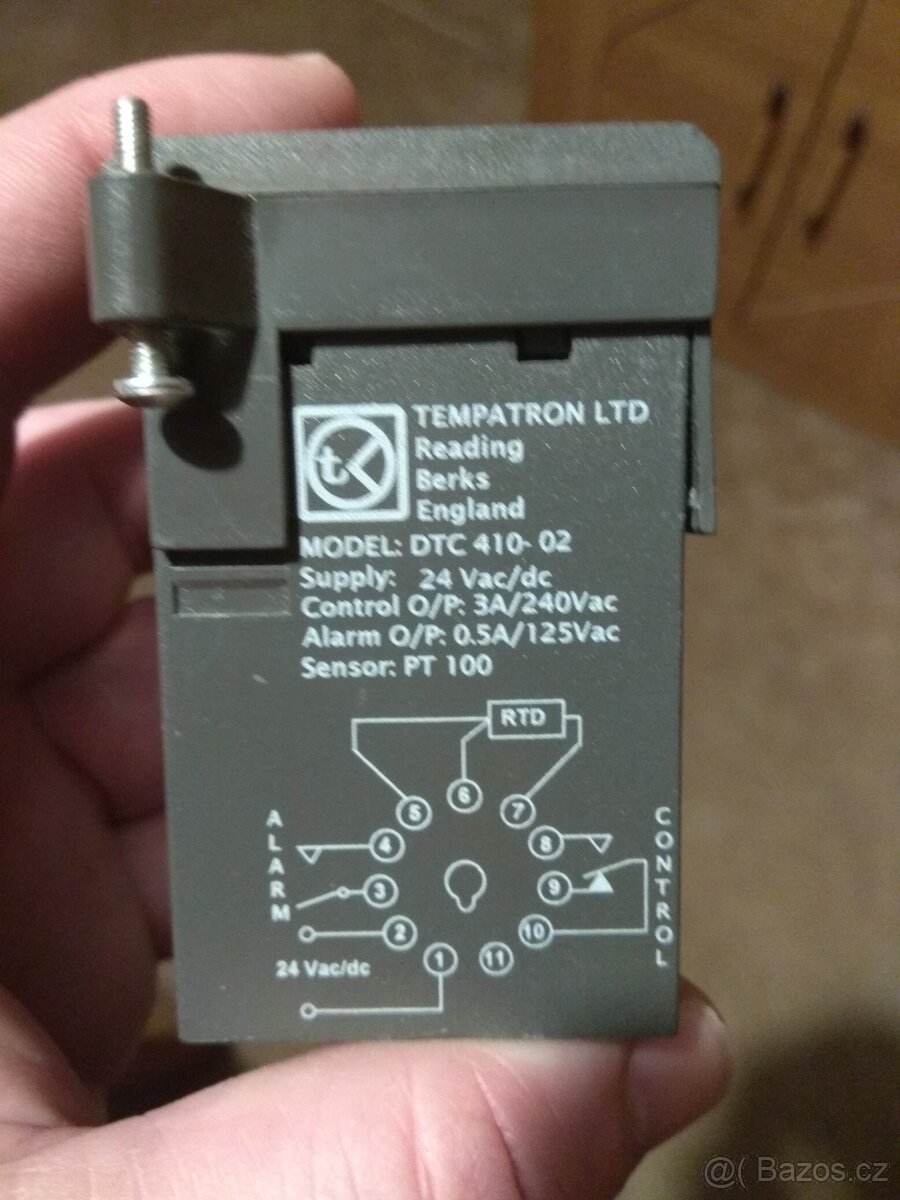 t
TEMPATRON LTD
Reading
Berks
England
MODEL: DTC 410- 02
Supply: 24 Vac/dc
Control O/P: 3A/240Vac
Alarm O/P: 0.5A/125Vac
Sensor: PT 100
RTD
5 6 7
4 8
3 9
2 10
1 11
ALARM
CONTROL
24 Vac/dc
@( Bazos.cz